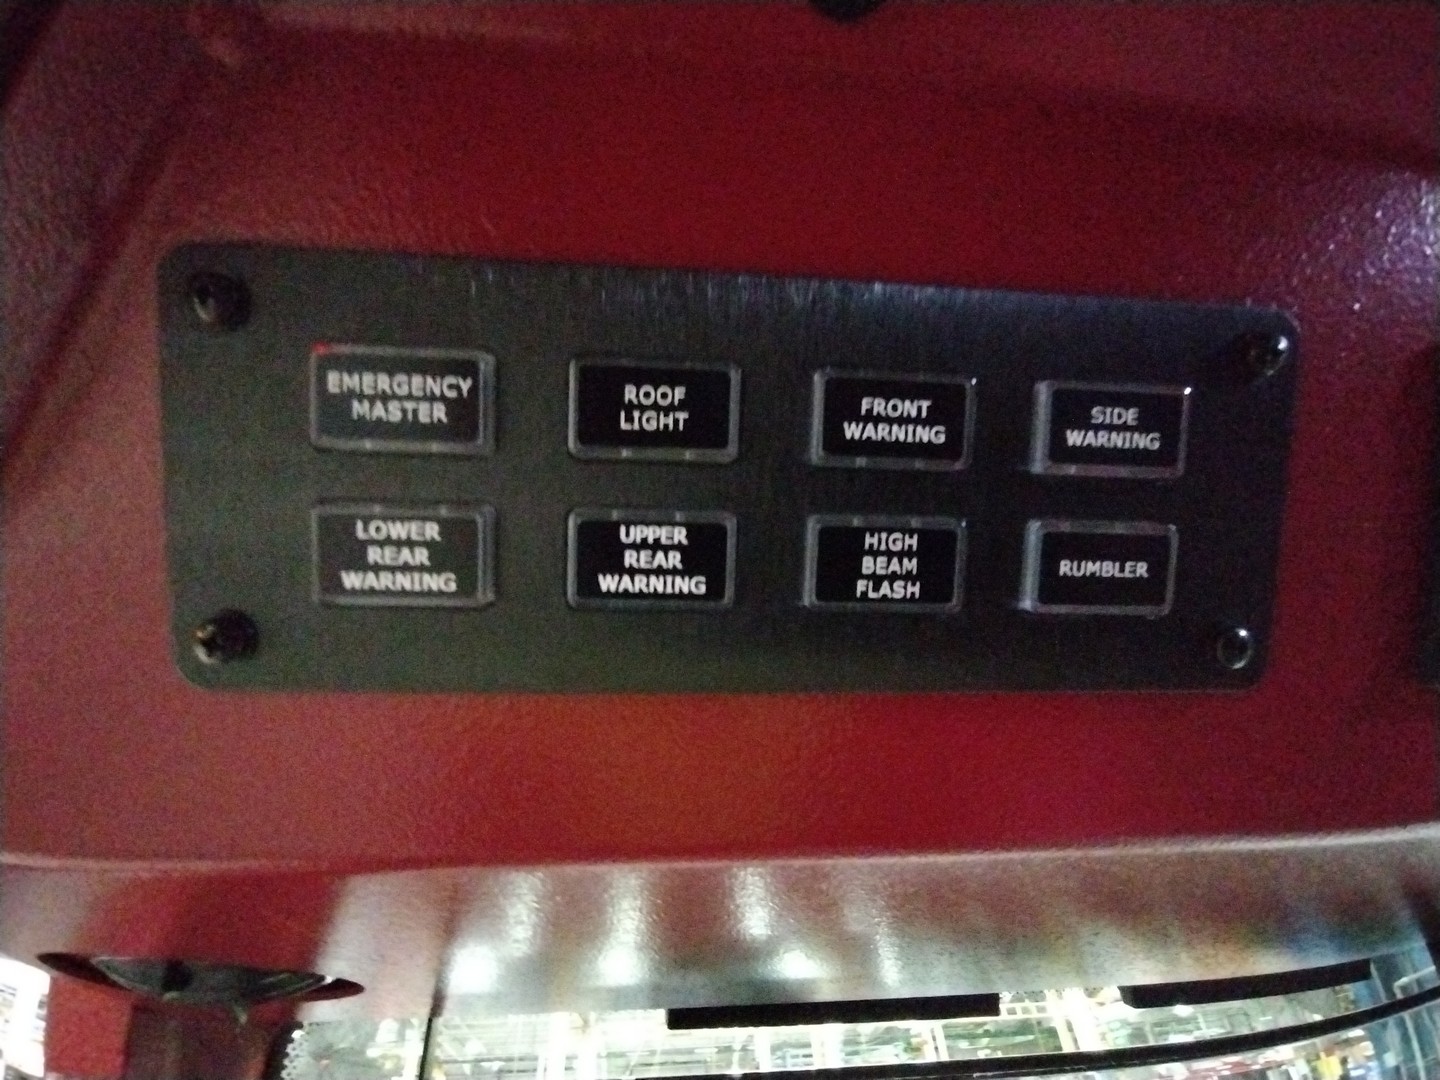 EMERGENCY
MASTER
ROOF
LIGHT
FRONT
WARNING
SIDE
WARNING
LOWER
REAR
WARNING
UPPER
REAR
WARNING
HIGH
BEAM
FLASH
RUMBLER